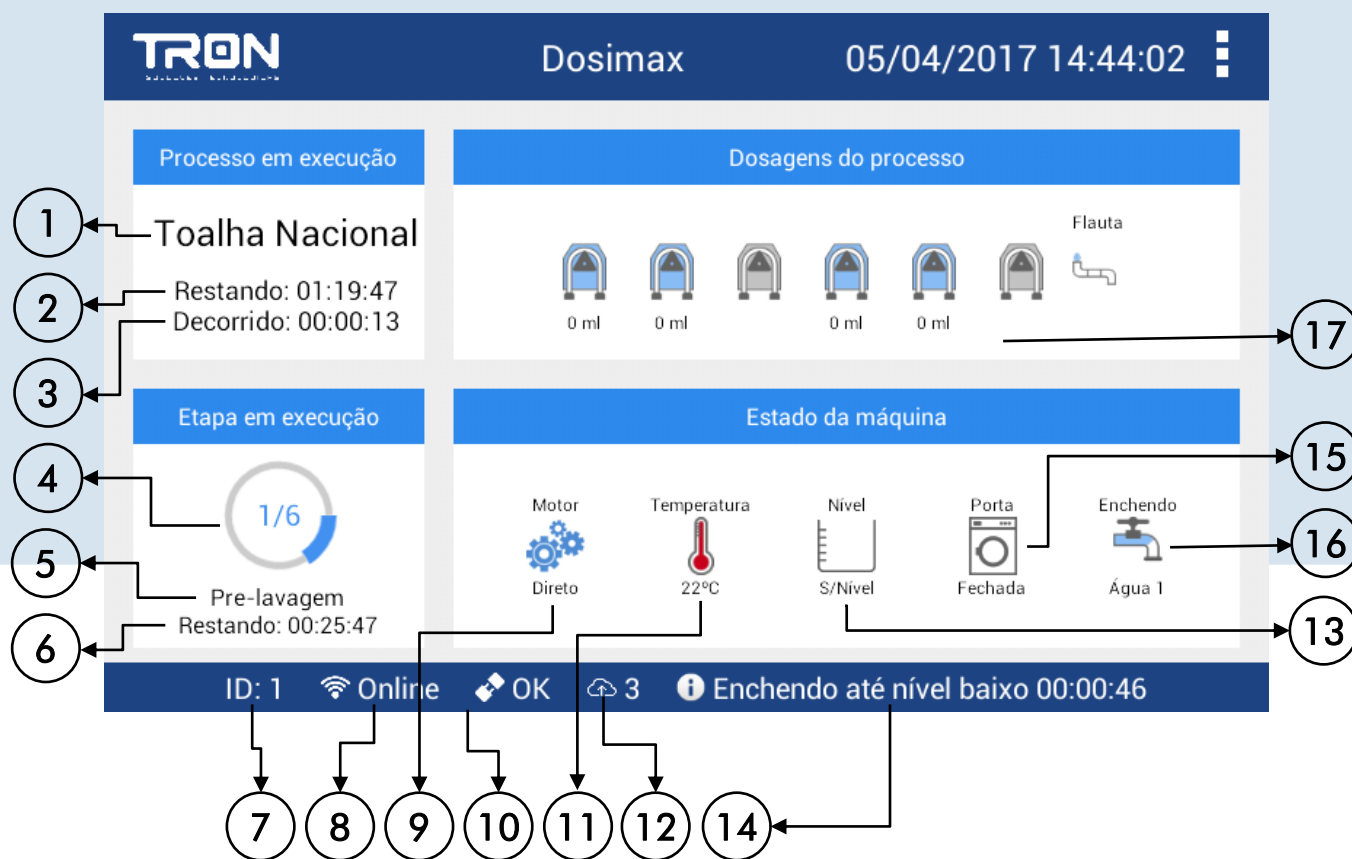 TRON
Dosimax
05/04/2017 14:44:02
Processo em execução
Toalha Nacional
Restando: 01:19:47
Decorrido: 00:00:13
Dosagens do processo
Flauta
0 ml 0 ml 0 ml 0 ml
Etapa em execução
1/6
Pre-lavagem
Restando: 00:25:47
Estado da máquina
Motor Temperatura Nível Porta Enchendo
Direto 22ºC S/Nível Fechada Água 1
ID: 1 Online OK 3 Enchendo até nível baixo 00:00:46
1
2
3
4
5
6
17
15
16
13
7 8 9 10 11 12 14